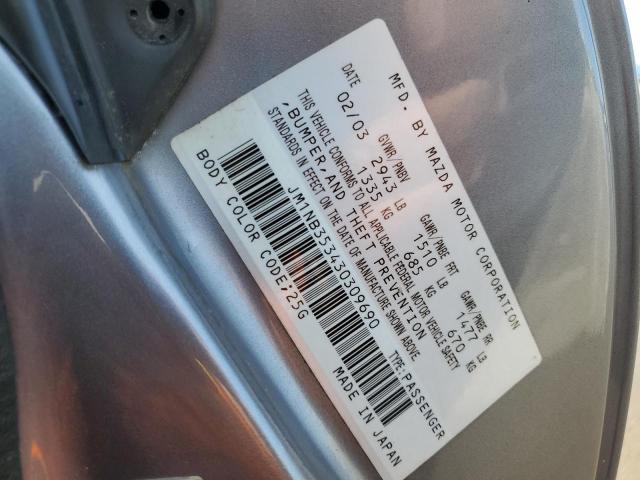 MFD. BY MAZDA MOTOR CORPORATION
DATE GVWR/PNBV GAWR/PNBE FRT GAWR/PNBE RR
02/03 2943 LB 1510 LB 1477 LB
1335 KG 685 KG 670 KG
THIS VEHICLE CONFORMS TO ALL APPLICABLE FEDERAL MOTOR VEHICLE SAFETY
, BUMPER, AND THEFT PREVENTION
STANDARDS IN EFFECT ON THE DATE OF MANUFACTURE SHOWN ABOVE.
JM1NB353430309690 TYPE:PASSENGER
BODY COLOR CODE;25G MADE IN JAPAN